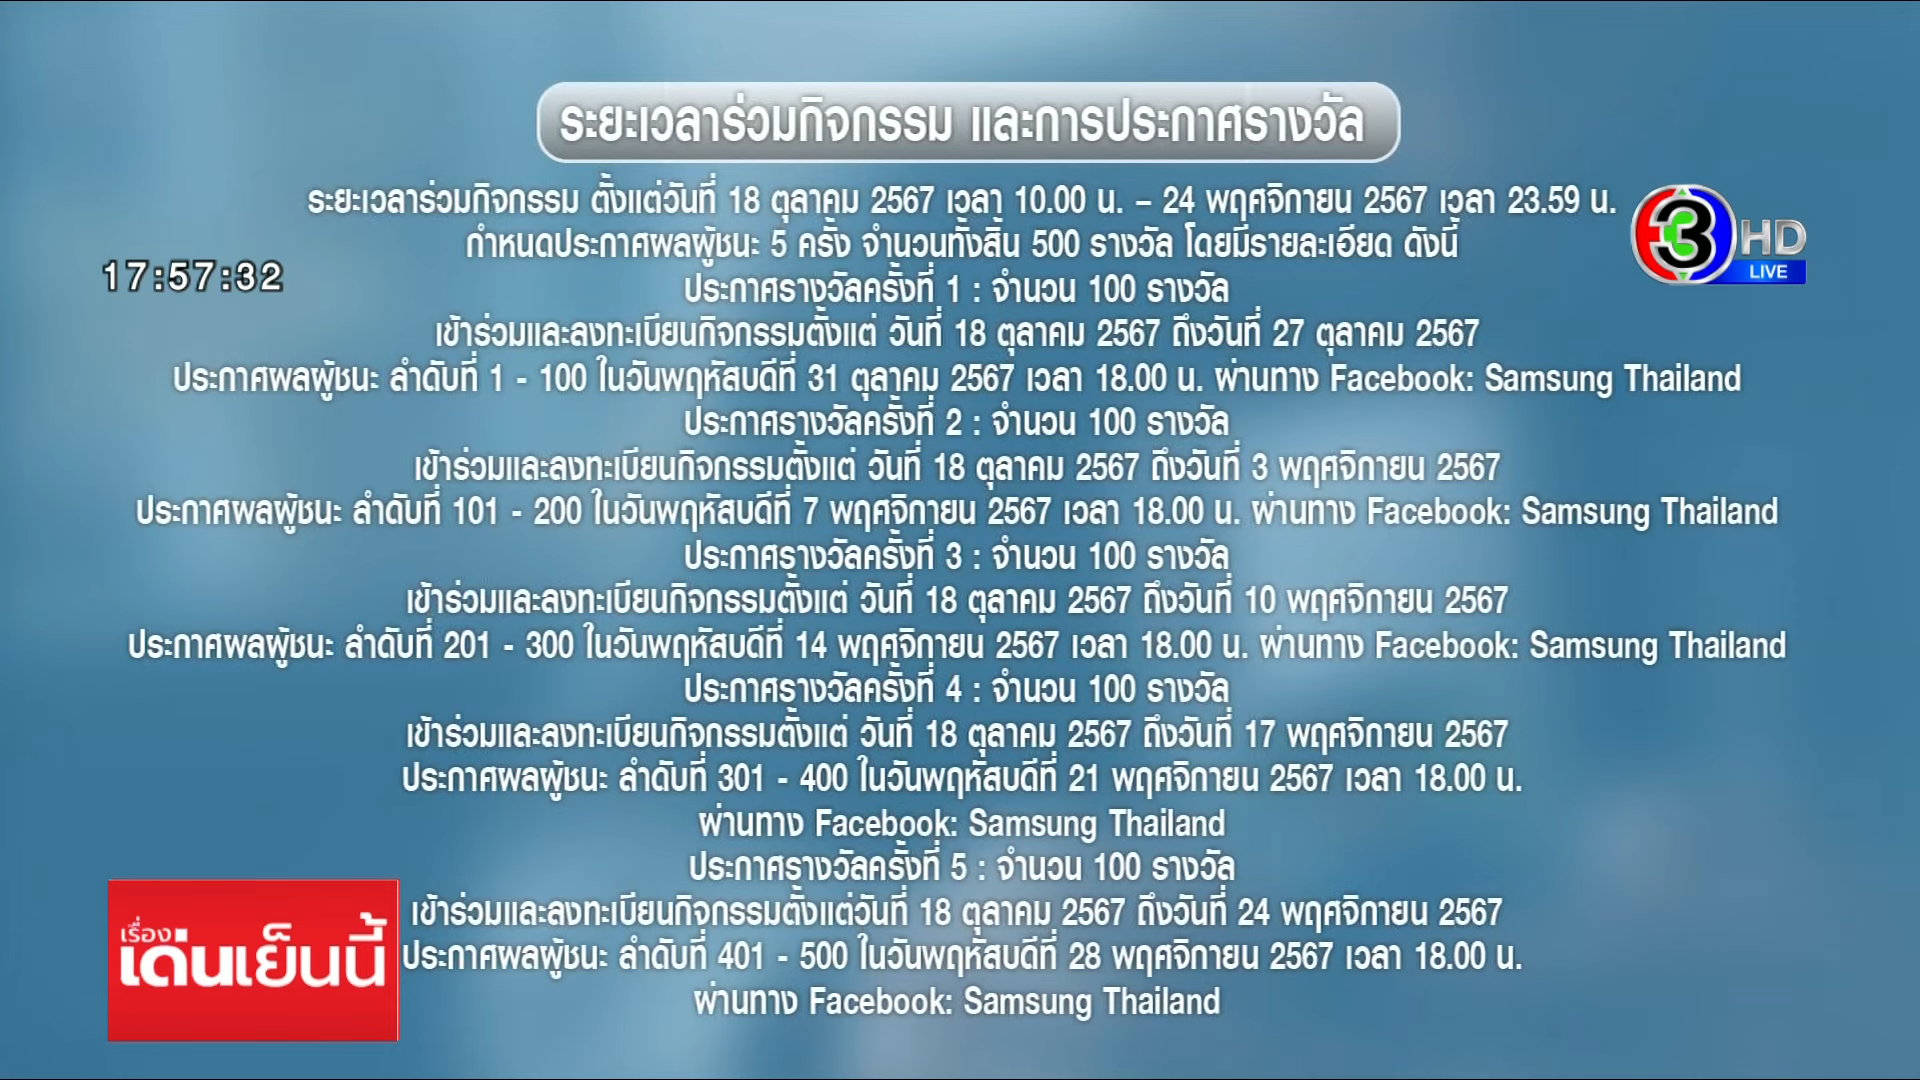 ระยะเวลาร่วมกิจกรรม และการประกาศรางวัล
ระยะเวลาร่วมกิจกรรม ตั้งแต่วันที่ 18 ตุลาคม 2567 เวลา 10.00 น. – 24 พฤศจิกายน 2567 เวลา 23.59 น.
กำหนดประกาศผลผู้ชนะ 5 ครั้ง จำนวนทั้งสิ้น 500 รางวัล โดยมีรายละเอียด ดังนี้
3 HD
LIVE
17:57:32
ประกาศรางวัลครั้งที่ 1 : จำนวน 100 รางวัล
เข้าร่วมและลงทะเบียนกิจกรรมตั้งแต่ วันที่ 18 ตุลาคม 2567 ถึงวันที่ 27 ตุลาคม 2567
ประกาศผลผู้ชนะ ลำดับที่ 1 - 100 ในวันพฤหัสบดีที่ 31 ตุลาคม 2567 เวลา 18.00 น. ผ่านทาง Facebook: Samsung Thailand
ประกาศรางวัลครั้งที่ 2 : จำนวน 100 รางวัล
เข้าร่วมและลงทะเบียนกิจกรรมตั้งแต่ วันที่ 18 ตุลาคม 2567 ถึงวันที่ 3 พฤศจิกายน 2567
ประกาศผลผู้ชนะ ลำดับที่ 101 - 200 ในวันพฤหัสบดีที่ 7 พฤศจิกายน 2567 เวลา 18.00 น. ผ่านทาง Facebook: Samsung Thailand
ประกาศรางวัลครั้งที่ 3 : จำนวน 100 รางวัล
เข้าร่วมและลงทะเบียนกิจกรรมตั้งแต่ วันที่ 18 ตุลาคม 2567 ถึงวันที่ 10 พฤศจิกายน 2567
ประกาศผลผู้ชนะ ลำดับที่ 201 - 300 ในวันพฤหัสบดีที่ 14 พฤศจิกายน 2567 เวลา 18.00 น. ผ่านทาง Facebook: Samsung Thailand
ประกาศรางวัลครั้งที่ 4 : จำนวน 100 รางวัล
เข้าร่วมและลงทะเบียนกิจกรรมตั้งแต่ วันที่ 18 ตุลาคม 2567 ถึงวันที่ 17 พฤศจิกายน 2567
ประกาศผลผู้ชนะ ลำดับที่ 301 - 400 ในวันพฤหัสบดีที่ 21 พฤศจิกายน 2567 เวลา 18.00 น.
ผ่านทาง Facebook: Samsung Thailand
ประกาศรางวัลครั้งที่ 5 : จำนวน 100 รางวัล
เข้าร่วมและลงทะเบียนกิจกรรมตั้งแต่วันที่ 18 ตุลาคม 2567 ถึงวันที่ 24 พฤศจิกายน 2567
ประกาศผลผู้ชนะ ลำดับที่ 401 - 500 ในวันพฤหัสบดีที่ 28 พฤศจิกายน 2567 เวลา 18.00 น.
ผ่านทาง Facebook: Samsung Thailand
เรื่อง
เด่นเย็นนี้